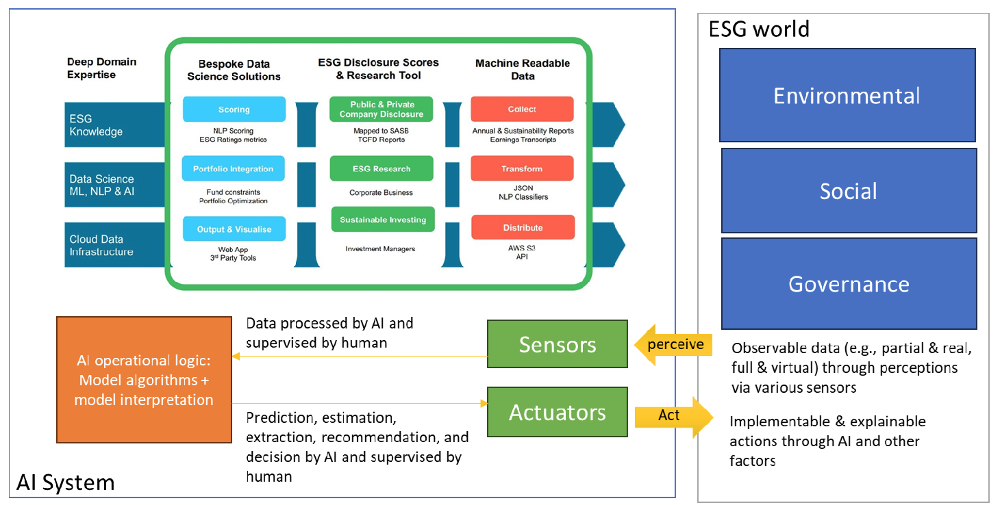 ESG world
Deep Domain
Expertise
Bespoke Data
Science Solutions
ESG Disclosure Scores
& Research Tool
Machine Readable
Data
ESG
Knowledge
Scoring
NLP Scoring
ESG Ratings metrics
Public & Private
Company Disclosure
Mapped to SASB
TCFD Reports
Collect
Annual & Sustainability Reports
Earnings Transcripts
Data Science
ML, NLP & AI
Portfolio Integration
Fund constraints
Portfolio Optimization
ESG Research
Corporate Business
Transform
JSON
NLP Classifiers
Cloud Data
Infrastructure
Output & Visualise
Web App
3rd Party Tools
Sustainable Investing
Investment Managers
Distribute
AWS S3
API
Environmental
Social
Governance
AI operational logic:
Model algorithms +
model interpretation
Data processed by AI and
supervised by human
Sensors
perceive
Observable data (e.g., partial & real,
full & virtual) through perceptions
via various sensors
Prediction, estimation,
extraction, recommendation, and
decision by AI and supervised by
human
Actuators
Act
Implementable & explainable
actions through AI and other
factors
AI System